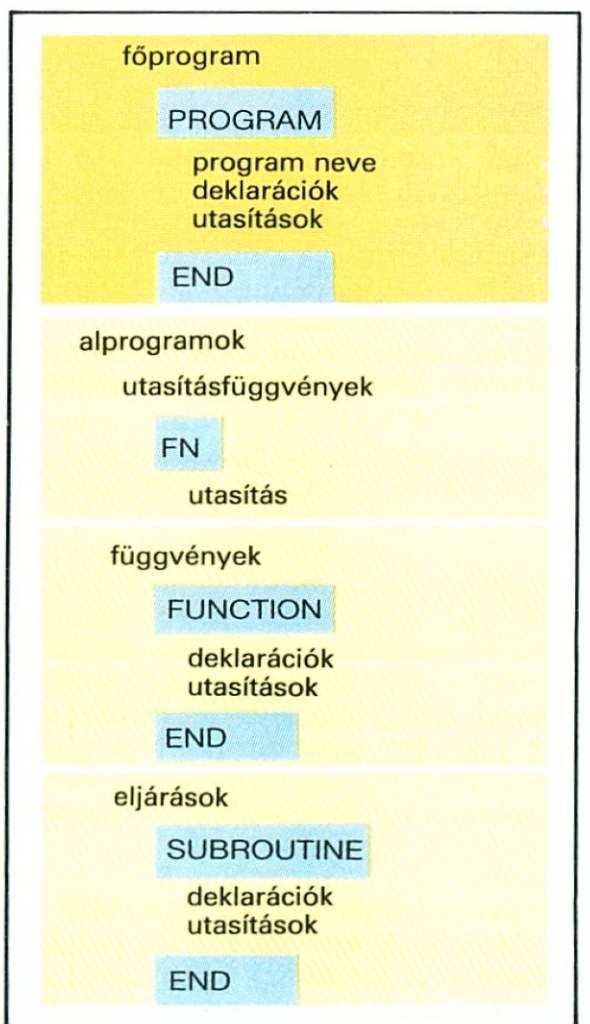 főprogram
PROGRAM
program neve
deklarációk
utasítások
END
alprogramok
utasításfüggvények
FN
utasítás
függvények
FUNCTION
deklarációk
utasítások
END
eljárások
SUBROUTINE
deklarációk
utasítások
END